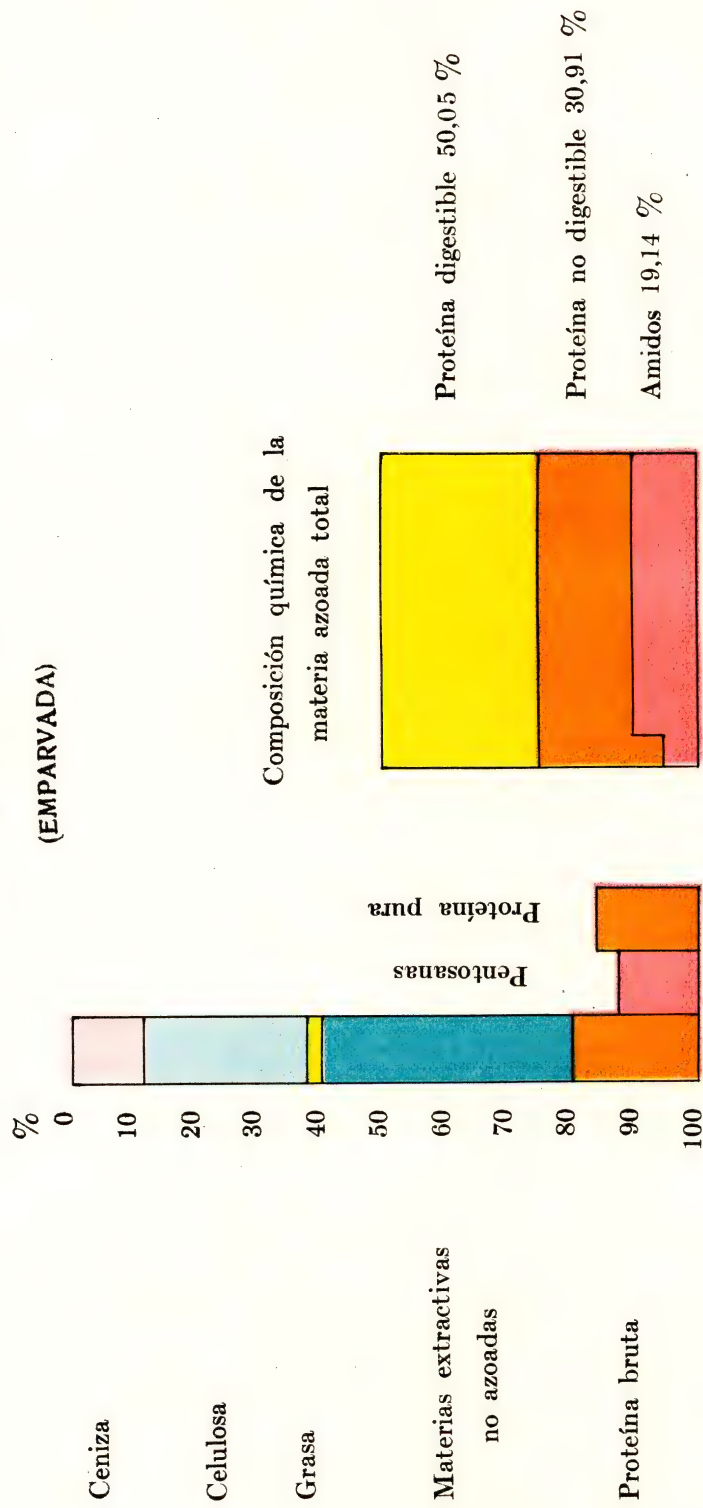 (EMPARVADA)
%
0
10
20
30
40
50
60
70
80
90
100
Ceniza
Celulosa
Grasa
Materias extractivas
no azoadas
Proteína bruta
Pentosanas
Proteína pura
Composición química de la
materia azoada total
Proteína digestible 50,05 %
Proteína no digestible 30,91 %
Amidos 19,14 %